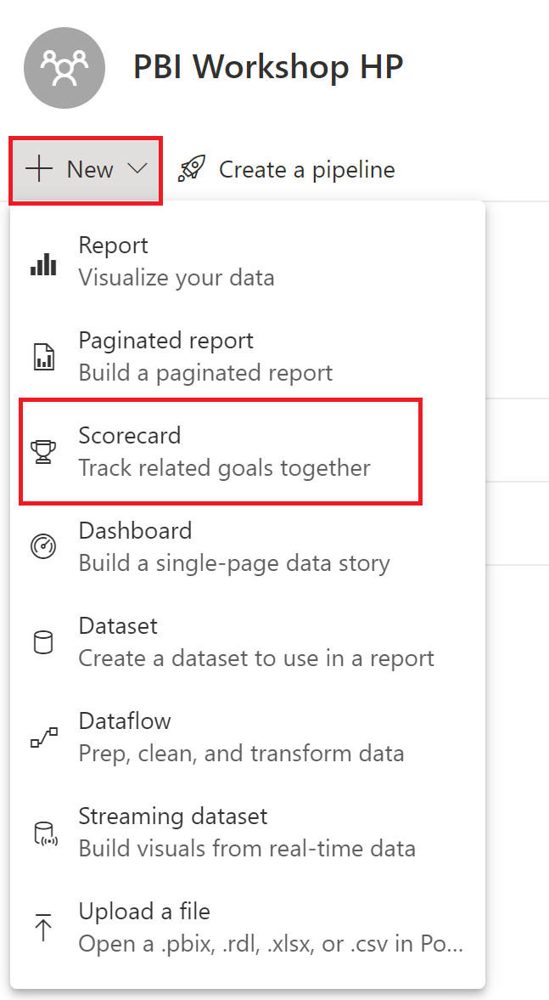 PBI Workshop HP
New
Create a pipeline
Report
Visualize your data
Paginated report
Build a paginated report
Scorecard
Track related goals together
Dashboard
Build a single-page data story
Dataset
Create a dataset to use in a report
Dataflow
Prep, clean, and transform data
Streaming dataset
Build visuals from real-time data
Upload a file
Open a .pbix, .rdl, .xlsx, or .csv in Po...